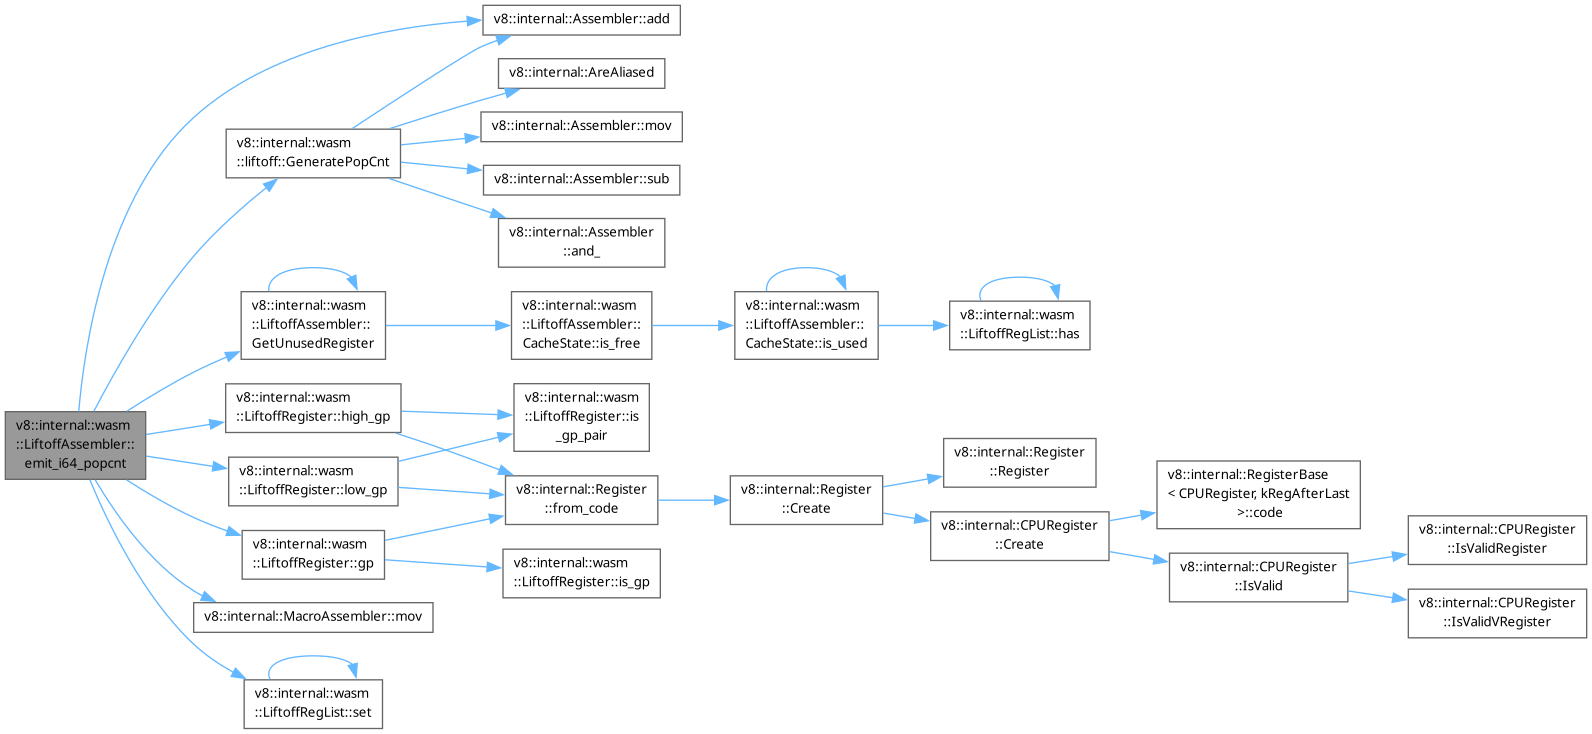 v8::internal::wasm
::LiftoffAssembler::
emit_i64_popcnt
v8::internal::Assembler::add
v8::internal::wasm
::liftoff::GeneratePopCnt
v8::internal::AreAliased
v8::internal::Assembler::mov
v8::internal::Assembler::sub
v8::internal::Assembler
::and_
v8::internal::wasm
::LiftoffAssembler::
GetUnusedRegister
v8::internal::wasm
::LiftoffAssembler::
CacheState::is_free
v8::internal::wasm
::LiftoffAssembler::
CacheState::is_used
v8::internal::wasm
::LiftoffRegList::has
v8::internal::wasm
::LiftoffRegister::high_gp
v8::internal::wasm
::LiftoffRegister::is
_gp_pair
v8::internal::wasm
::LiftoffRegister::low_gp
v8::internal::Register
::from_code
v8::internal::Register
::Create
v8::internal::Register
::Register
v8::internal::CPURegister
::Create
v8::internal::RegisterBase
< CPURegister, kRegAfterLast
>::code
v8::internal::CPURegister
::IsValid
v8::internal::CPURegister
::IsValidRegister
v8::internal::CPURegister
::IsValidVRegister
v8::internal::wasm
::LiftoffRegister::gp
v8::internal::wasm
::LiftoffRegister::is_gp
v8::internal::MacroAssembler::mov
v8::internal::wasm
::LiftoffRegList::set